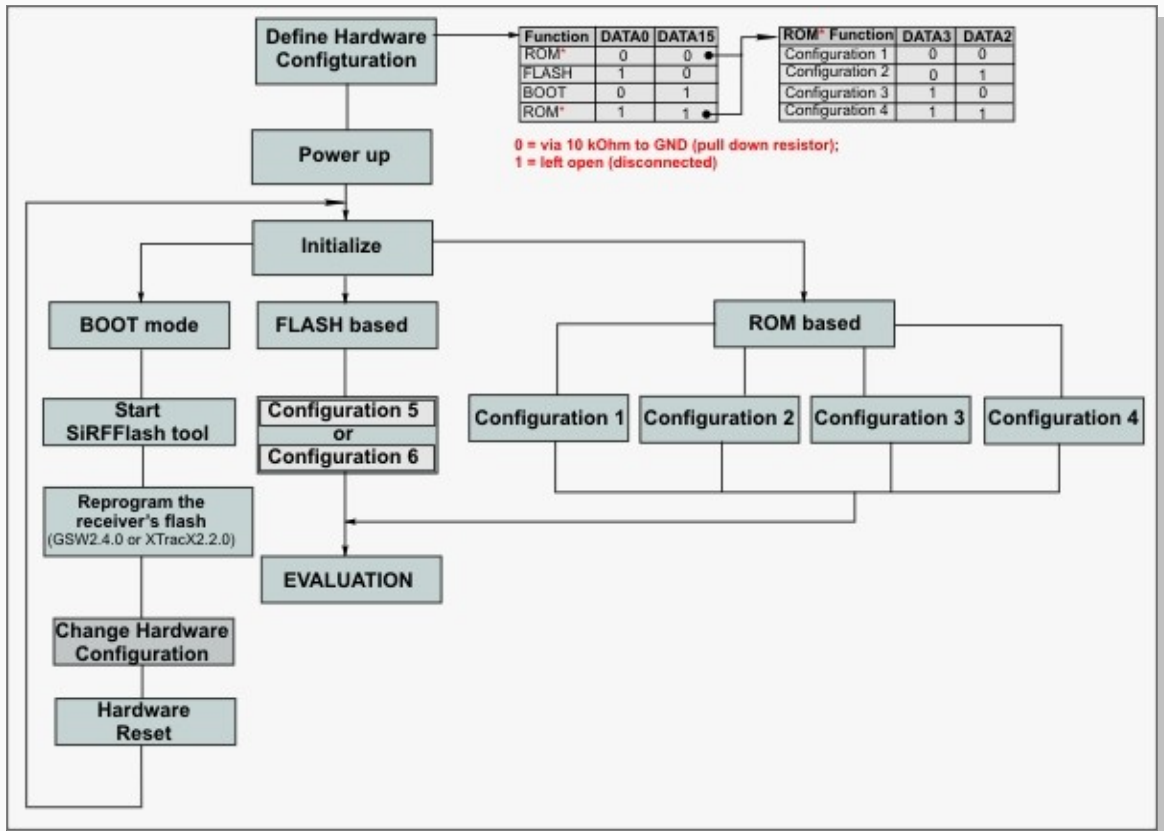 Define Hardware
Configturation
Function DATA0 DATA15
ROM* 0 0
FLASH 1 0
BOOT 0 1
ROM* 1 1
ROM* Function DATA3 DATA2
Configuration 1 0 0
Configuration 2 0 1
Configuration 3 1 0
Configuration 4 1 1
0 = via 10 kOhm to GND (pull down resistor);
1 = left open (disconnected)
Power up
Initialize
BOOT mode
FLASH based
ROM based
Start
SiRFFlash tool
Configuration 5
or
Configuration 6
Configuration 1
Configuration 2
Configuration 3
Configuration 4
Reprogram the
receiver's flash
(GSW2.4.0 or XTracX2.2.0)
EVALUATION
Change Hardware
Configuration
Hardware
Reset